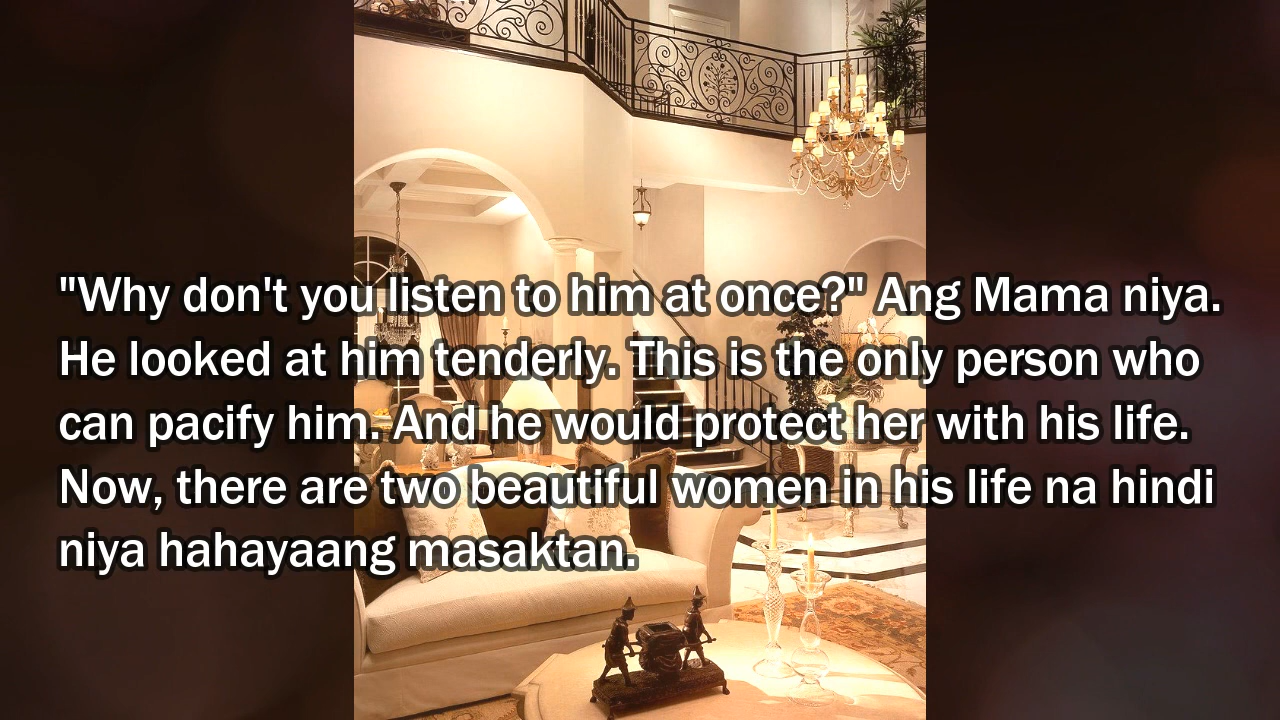 "Why don't you listen to him at once?" Ang Mama niya.
He looked at him tenderly. This is the only person who
can pacify him. And he would protect her with his life.
Now, there are two beautiful women in his life na hindi
niya hahayaang masaktan.